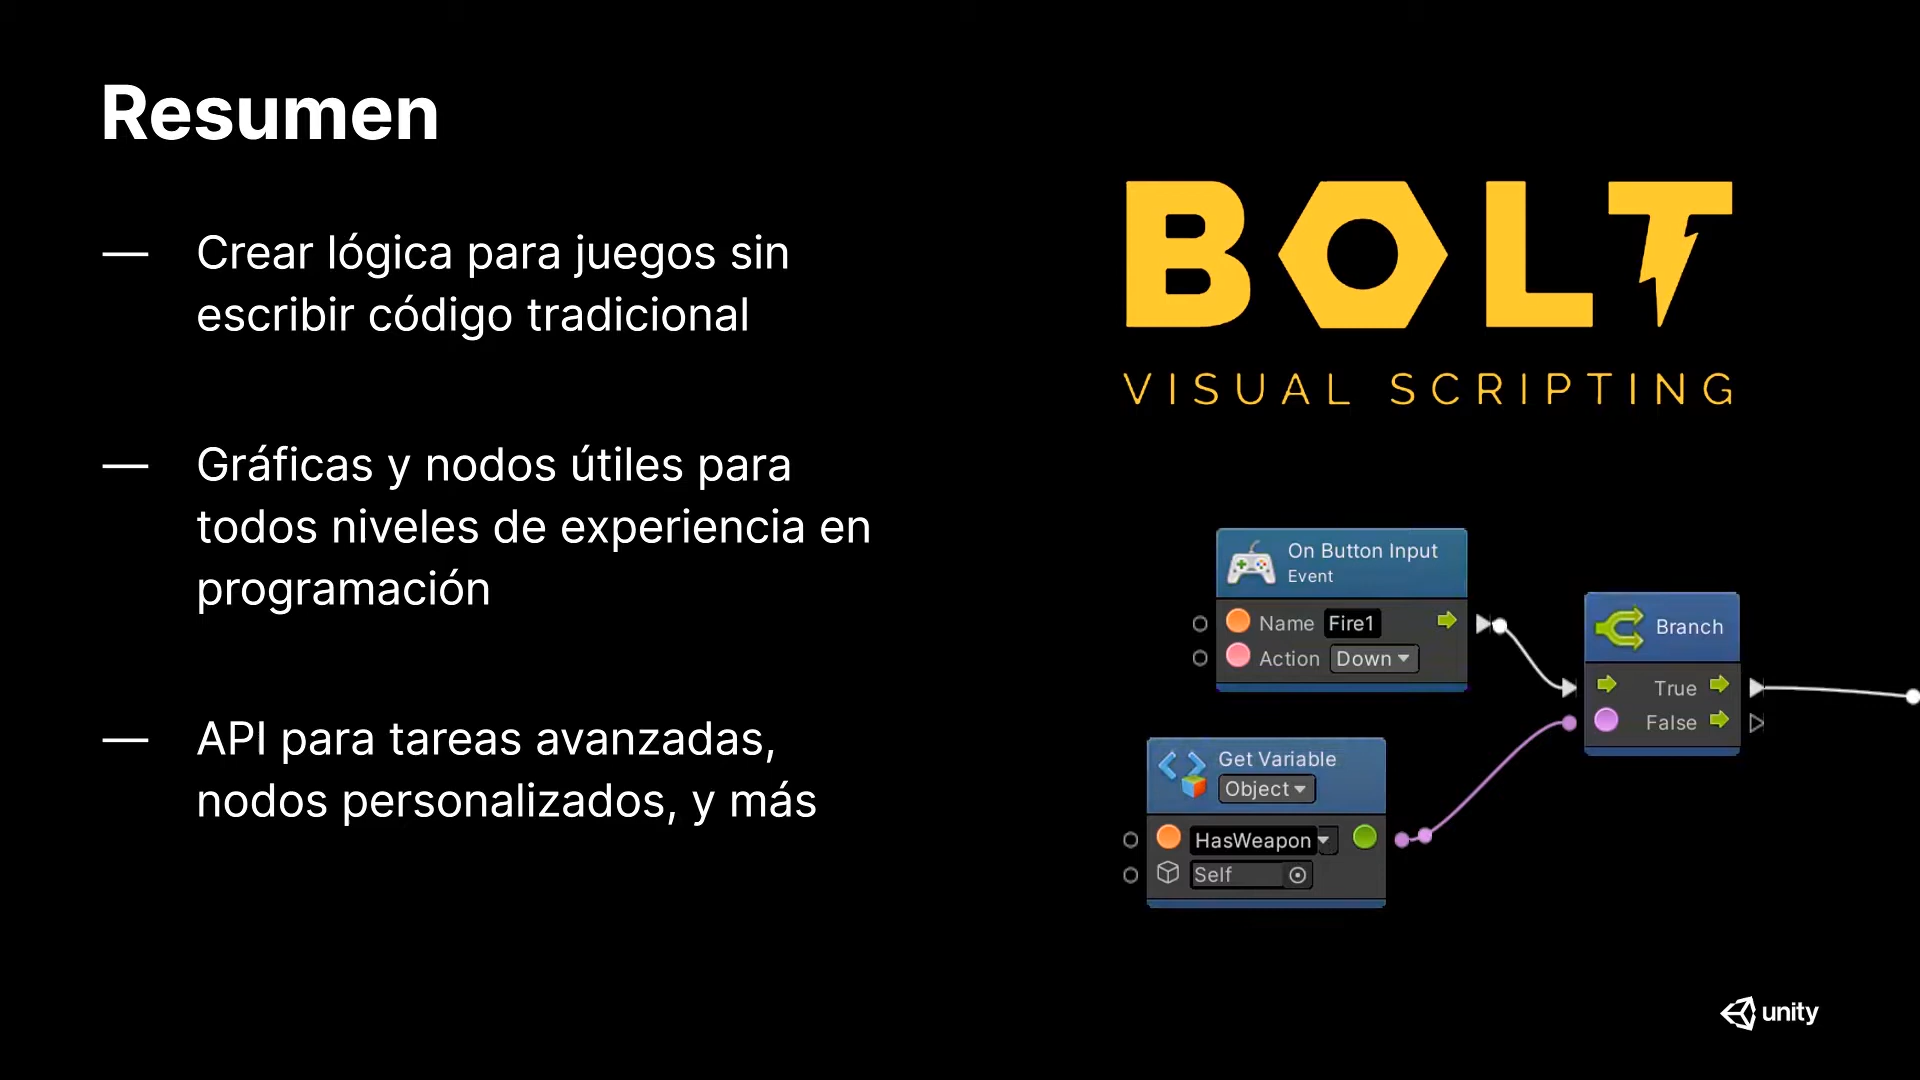 Resumen
— Crear lógica para juegos sin
escribir código tradicional
— Gráficas y nodos útiles para
todos niveles de experiencia en
programación
— API para tareas avanzadas,
nodos personalizados, y más
BOLT
VISUAL SCRIPTING
On Button Input
Event
Name Fire1
Action Down
Branch
True
False
Get Variable
Object
HasWeapon
Self
unity